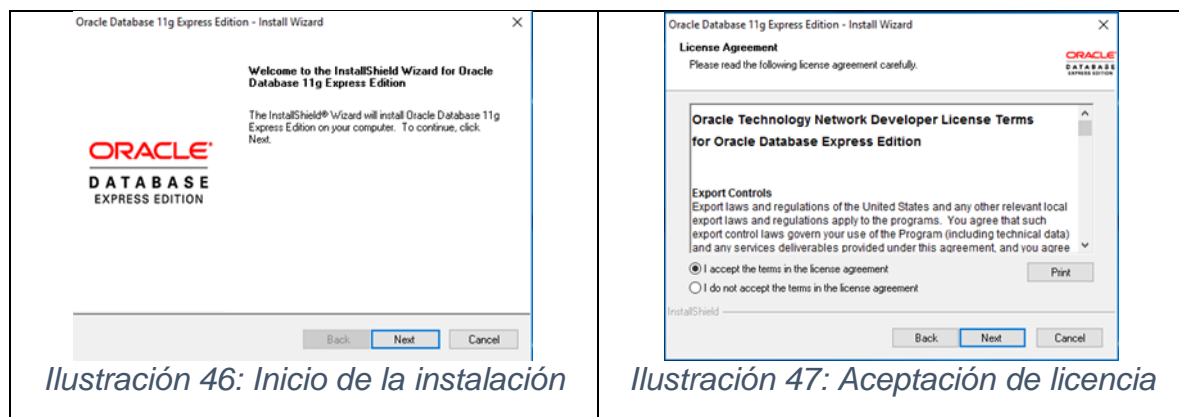 Oracle Database 11g Express Edition - Install Wizard
Welcome to the InstallShield Wizard for Oracle
Database 11g Express Edition
The InstallShield® Wizard will install Oracle Database 11g
Express Edition on your computer. To continue, click
Next.
ORACLE
DATABASE
EXPRESS EDITION
Back
Next
Cancel
Ilustración 46: Inicio de la instalación
Oracle Database 11g Express Edition - Install Wizard
License Agreement
Please read the following license agreement carefully.
ORACLE
DATABASE
EXPRESS EDITION
Oracle Technology Network Developer License Terms
for Oracle Database Express Edition
Export Controls
Export laws and regulations of the United States and any other relevant local
export laws and regulations apply to the programs. You agree that such
export control laws govern your use of the Program (including technical data)
and any services deliverables provided under this agreement, and you agree
I accept the terms in the license agreement
Print
I do not accept the terms in the license agreement
InstallShield
Back
Next
Cancel
Ilustración 47: Aceptación de licencia